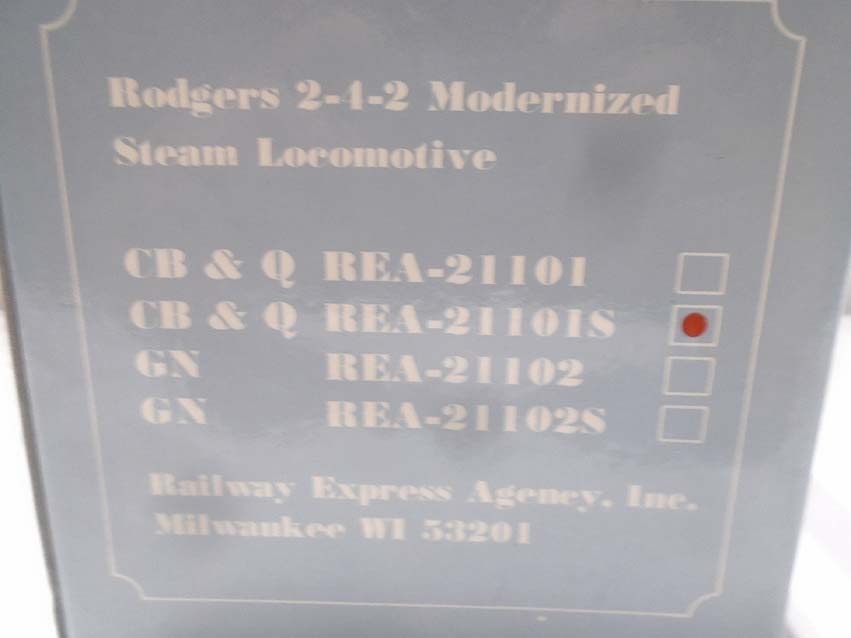 Rodgers 2-4-2 Modernized
Steam Locomotive
CB & Q REA-21101
CB & Q REA-21101S
GN REA-21102
GN REA-21102S
Railway Express Agency, Inc.
Milwaukee WI 53201